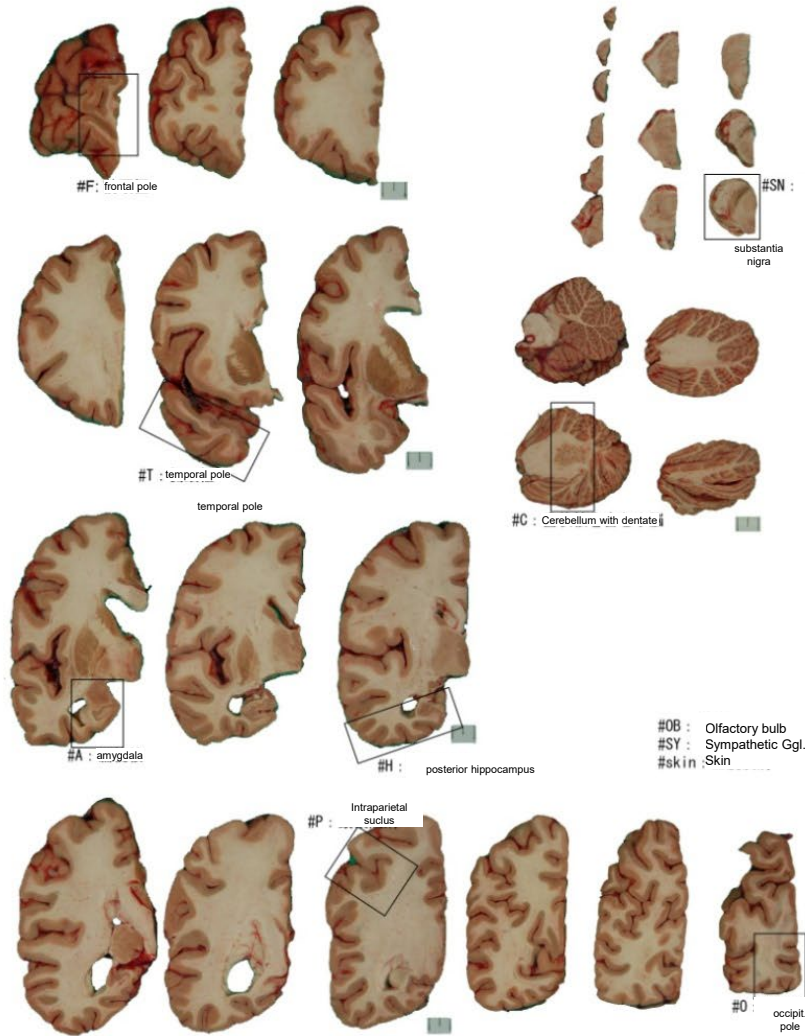 #F: frontal pole
#SN :
substantia
nigra
#T : temporal pole
temporal pole
#C : Cerebellum with dentate
#A : amygdala
#H : posterior hippocampus
#OB : Olfactory bulb
#SY : Sympathetic Ggl.
#skin : Skin
#P : Intraparietal
suclus
#O
occipit
pole